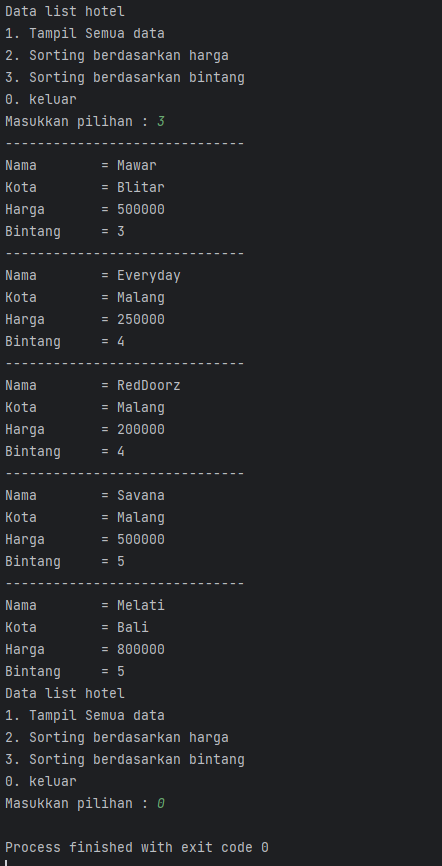 Data list hotel
1. Tampil Semua data
2. Sorting berdasarkan harga
3. Sorting berdasarkan bintang
0. keluar
Masukkan pilihan : 3
------------------------------
Nama        = Mawar
Kota        = Blitar
Harga       = 500000
Bintang     = 3
------------------------------
Nama        = Everyday
Kota        = Malang
Harga       = 250000
Bintang     = 4
------------------------------
Nama        = RedDoorz
Kota        = Malang
Harga       = 200000
Bintang     = 4
------------------------------
Nama        = Savana
Kota        = Malang
Harga       = 500000
Bintang     = 5
------------------------------
Nama        = Melati
Kota        = Bali
Harga       = 800000
Bintang     = 5
Data list hotel
1. Tampil Semua data
2. Sorting berdasarkan harga
3. Sorting berdasarkan bintang
0. keluar
Masukkan pilihan : 0

Process finished with exit code 0